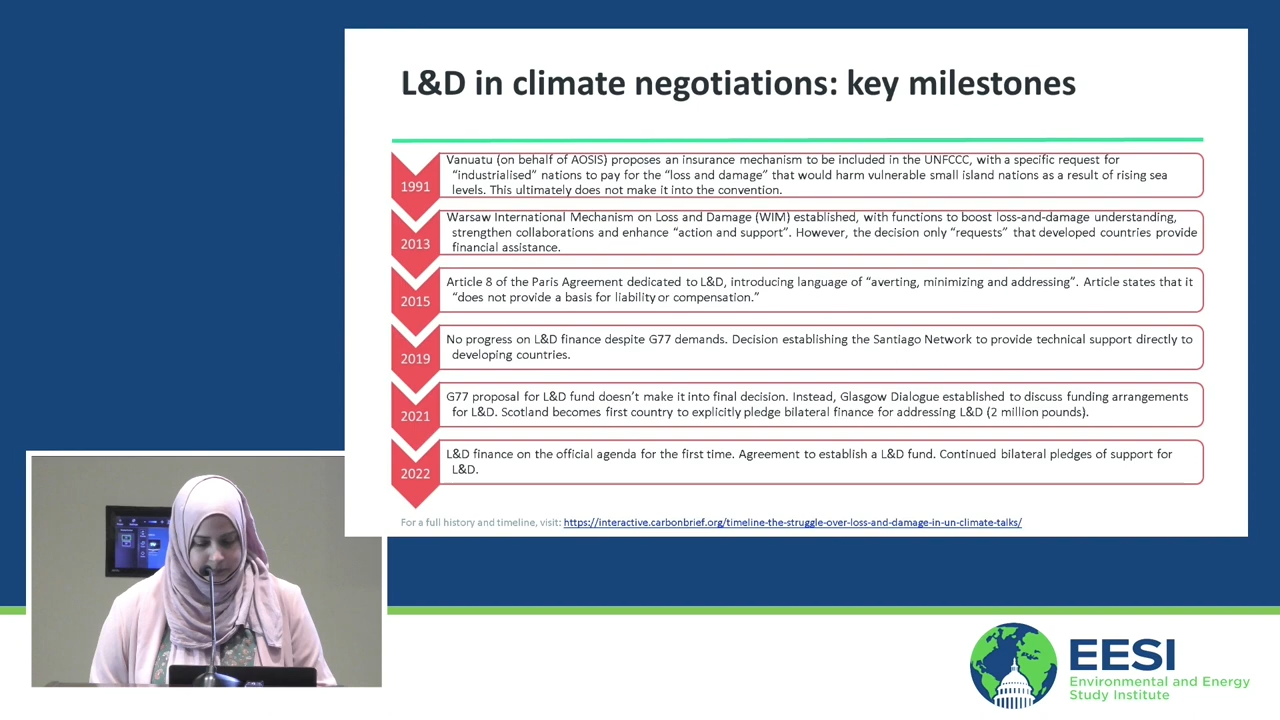 L&D in climate negotiations: key milestones
1991
Vanuatu (on behalf of AOSIS) proposes an insurance mechanism to be included in the UNFCCC, with a specific request for
“industrialised” nations to pay for the “loss and damage” that would harm vulnerable small island nations as a result of rising sea
levels. This ultimately does not make it into the convention.
2013
Warsaw International Mechanism on Loss and Damage (WIM) established, with functions to boost loss-and-damage understanding,
strengthen collaborations and enhance “action and support”. However, the decision only “requests” that developed countries provide
financial assistance.
2015
Article 8 of the Paris Agreement dedicated to L&D, introducing language of “averting, minimizing and addressing”. Article states that it
“does not provide a basis for liability or compensation.”
2019
No progress on L&D finance despite G77 demands. Decision establishing the Santiago Network to provide technical support directly to
developing countries.
2021
G77 proposal for L&D fund doesn’t make it into final decision. Instead, Glasgow Dialogue established to discuss funding arrangements
for L&D. Scotland becomes first country to explicitly pledge bilateral finance for addressing L&D (2 million pounds).
2022
L&D finance on the official agenda for the first time. Agreement to establish a L&D fund. Continued bilateral pledges of support for
L&D.
For a full history and timeline, visit: https://interactive.carbonbrief.org/timeline-the-struggle-over-loss-and-damage-in-un-climate-talks/
EESI
Environmental and Energy
Study Institute